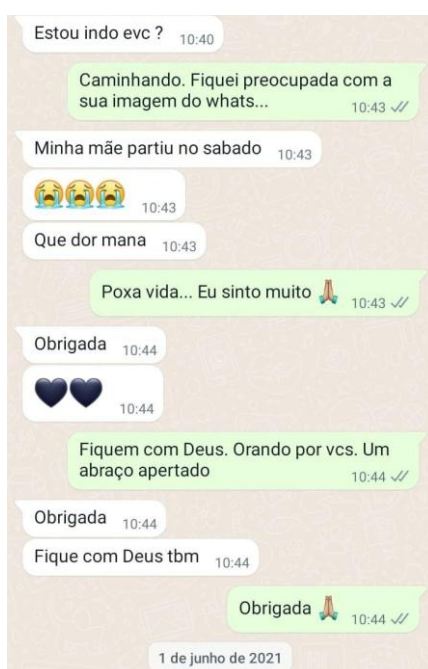 Estou indo evc ? 10:40
Caminhando. Fiquei preocupada com a
sua imagem do whats... 10:43
Minha mãe partiu no sabado 10:43
😭😭😭 10:43
Que dor mana 10:43
Poxa vida... Eu sinto muito 🙏🏼 10:43
Obrigada 10:44
🖤🖤 10:44
Fiquem com Deus. Orando por vcs. Um
abraço apertado 10:44
Obrigada 10:44
Fique com Deus tbm 10:44
Obrigada 🙏🏼 10:44
1 de junho de 2021